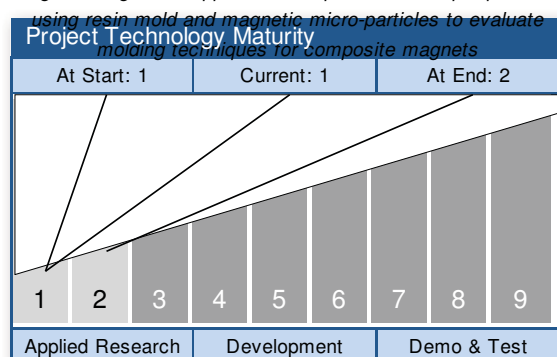 using resin mold and magnetic micro-particles to evaluate
Project Technology Maturity
molding techniques for composite magnets
At Start: 1 Current: 1 At End: 2
1 2 3 4 5 6 7 8 9
Applied Research Development Demo & Test